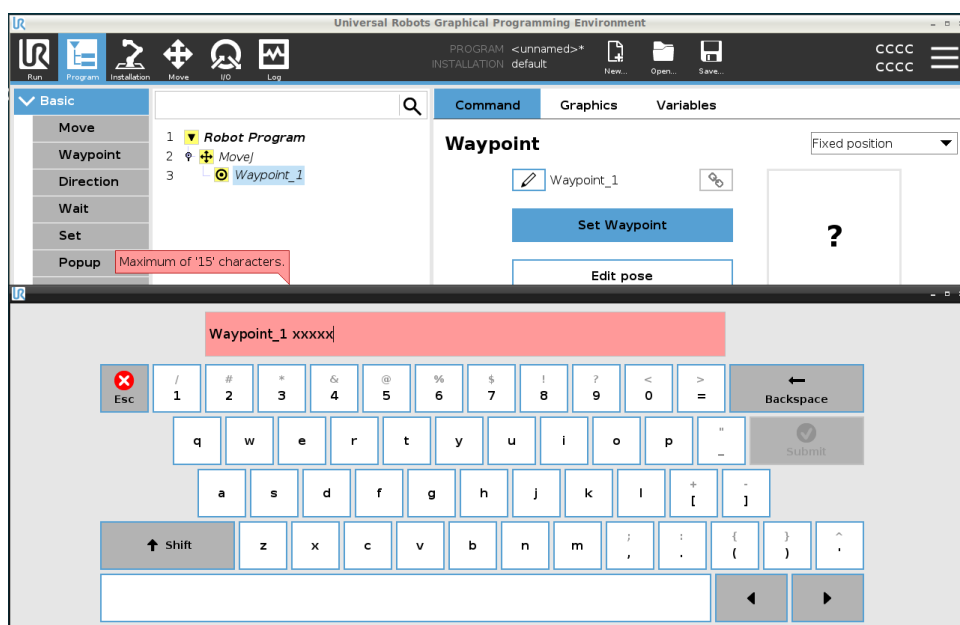 UR Universal Robots Graphical Programming Environment
UR Run Program Installation Move I/O Log PROGRAM <unnamed>* INSTALLATION default New... Open... Save... CCCC CCCC
Basic
Move
Waypoint
Direction
Wait
Set
Popup
1 Robot Program
2 MoveJ
3 Waypoint_1
Maximum of '15' characters.
Command Graphics Variables
Waypoint
Fixed position
Waypoint_1
Set Waypoint
?
Edit pose
UR
Waypoint_1 xxxxx
Esc / 1 # 2 * 3 & 4 @ 5 % 6 $ 7 ! 8 ? 9 < 0 > = Backspace
q w e r t y u i o p " _ Submit
a s d f g h j k l + [ - ]
Shift z x c v b n m ; , : . { ( } ) ^ '